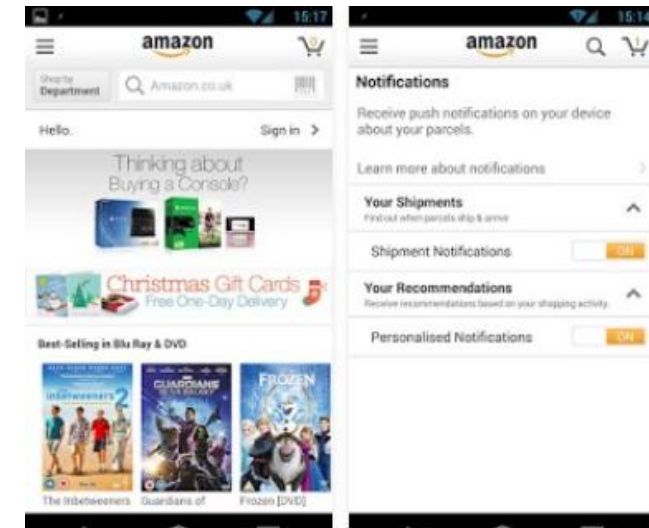 15:17
amazon
0
Shop by
Department
Amazon.co.uk
Hello.
Sign in
Thinking about
Buying a Console?
Christmas Gift Cards
Free One-Day Delivery
Best-Selling in Blu Ray & DVD
inbetweeners 2
GUARDIANS
OF THE GALAXY
FROZEN
The Inbetweeners
Guardians of
Frozen [DVD]
15:14
amazon
Notifications
Receive push notifications on your device
about your parcels.
Learn more about notifications
Your Shipments
Find out when parcels ship & arrive
Shipment Notifications
ON
Your Recommendations
Receive recommendations based on your shopping activity.
Personalised Notifications
ON